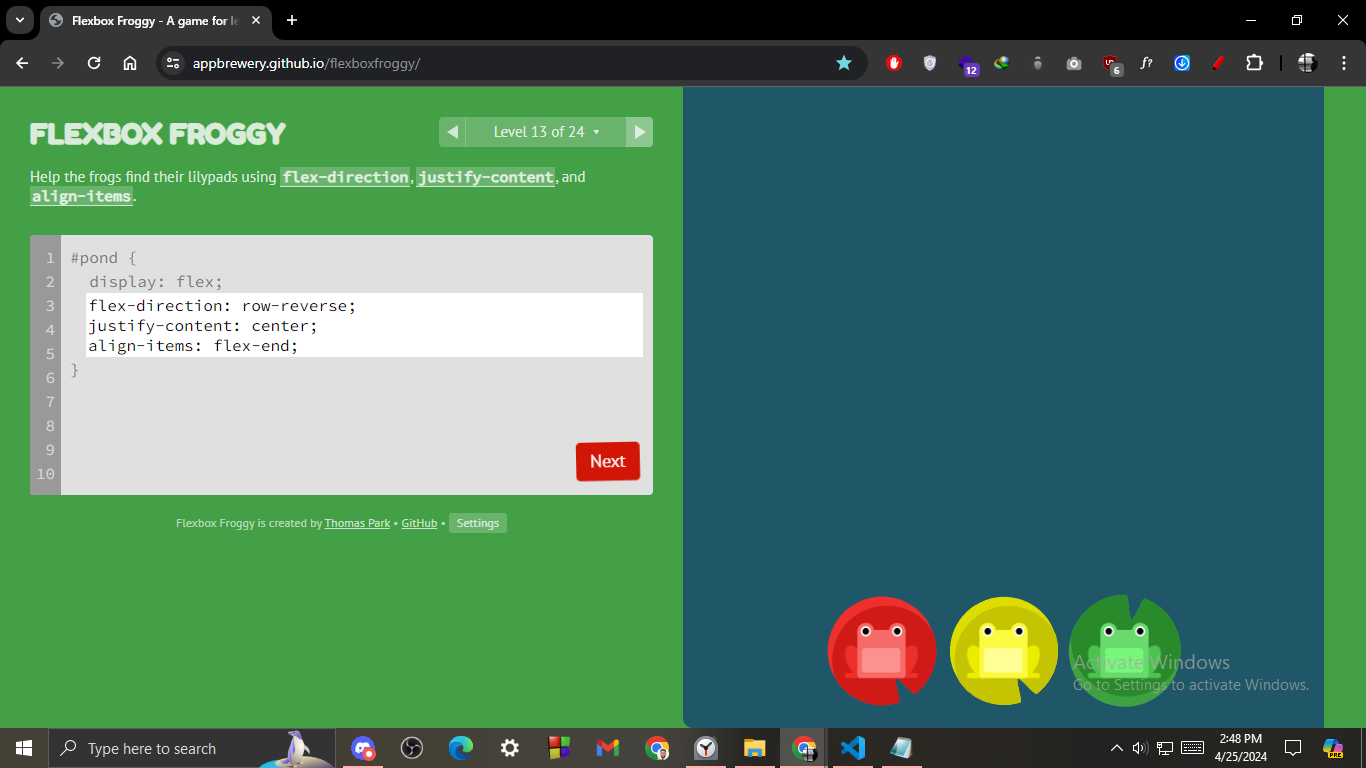 Flexbox Froggy - A game for le
appbrewery.github.io/flexboxfroggy/
12
6
f?
FLEXBOX FROGGY
Level 13 of 24
Help the frogs find their lilypads using flex-direction, justify-content, and
align-items.
1 #pond {
2 display: flex;
3 flex-direction: row-reverse;
4 justify-content: center;
5 align-items: flex-end;
6 }
7
8
9
10
Next
Flexbox Froggy is created by Thomas Park • GitHub • Settings
Activate Windows
Go to Settings to activate Windows.
Type here to search
2:48 PM
4/25/2024
PRE